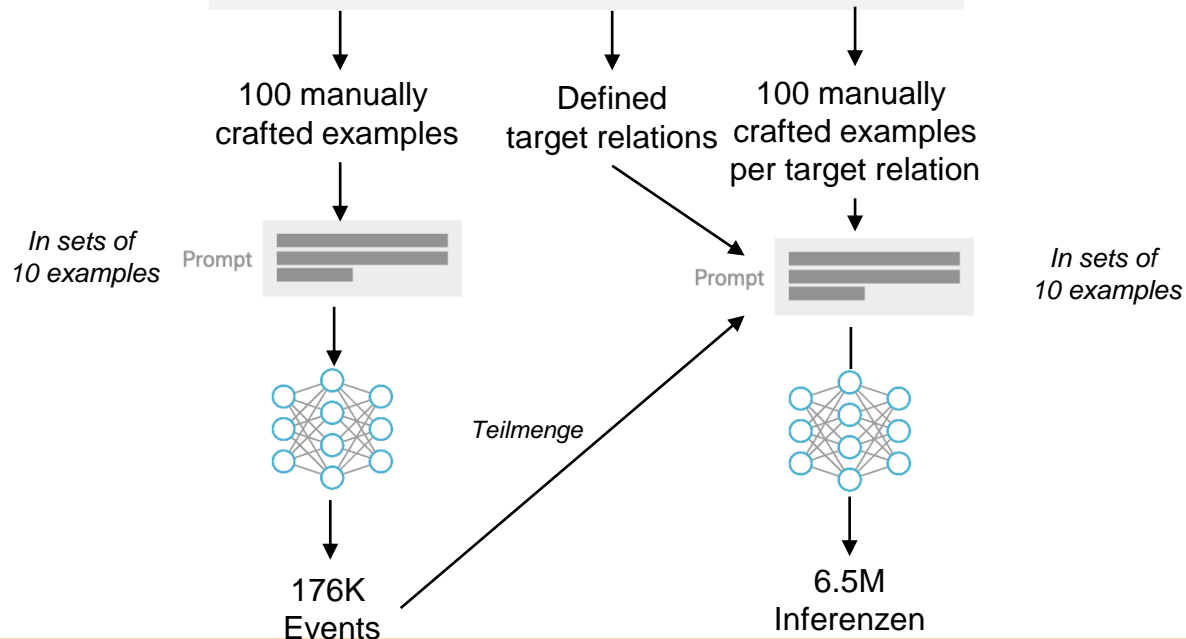 100 manually
crafted examples
Defined
target relations
100 manually
crafted examples
per target relation
In sets of
10 examples
Prompt
Prompt
In sets of
10 examples
Teilmenge
176K
Events
6.5M
Inferenzen